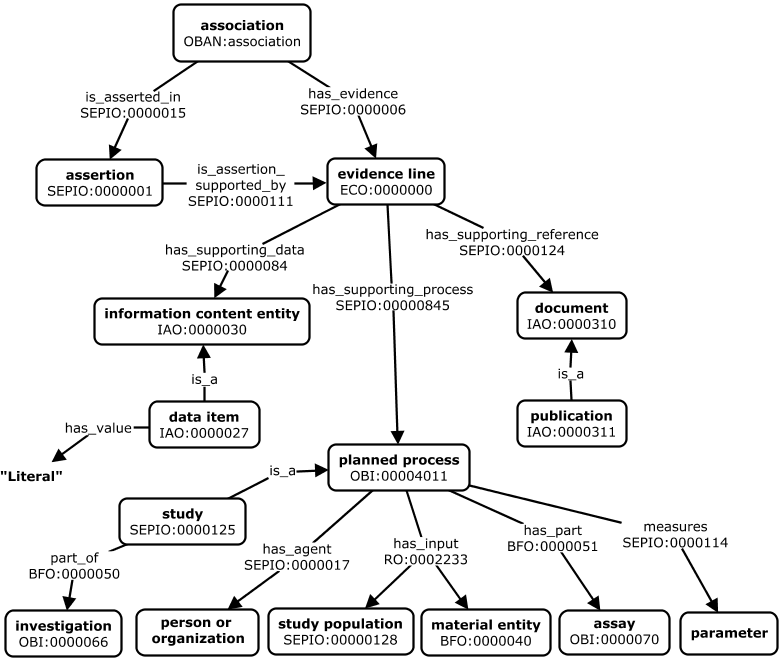 association
OBAN:association
is_asserted_in
SEPIO:0000015
has_evidence
SEPIO:0000006
assertion
SEPIO:0000001
is_assertion_
supported_by
SEPIO:0000111
evidence line
ECO:0000000
has_supporting_data
SEPIO:0000084
has_supporting_process
SEPIO:00000845
has_supporting_reference
SEPIO:0000124
information content entity
IAO:0000030
document
IAO:0000310
is_a
is_a
data item
IAO:0000027
publication
IAO:0000311
has_value
"Literal"
planned process
OBI:00004011
is_a
study
SEPIO:0000125
part_of
BFO:0000050
has_agent
SEPIO:0000017
has_input
RO:0002233
has_part
BFO:0000051
measures
SEPIO:0000114
investigation
OBI:0000066
person or
organization
study population
SEPIO:00000128
material entity
BFO:0000040
assay
OBI:0000070
parameter